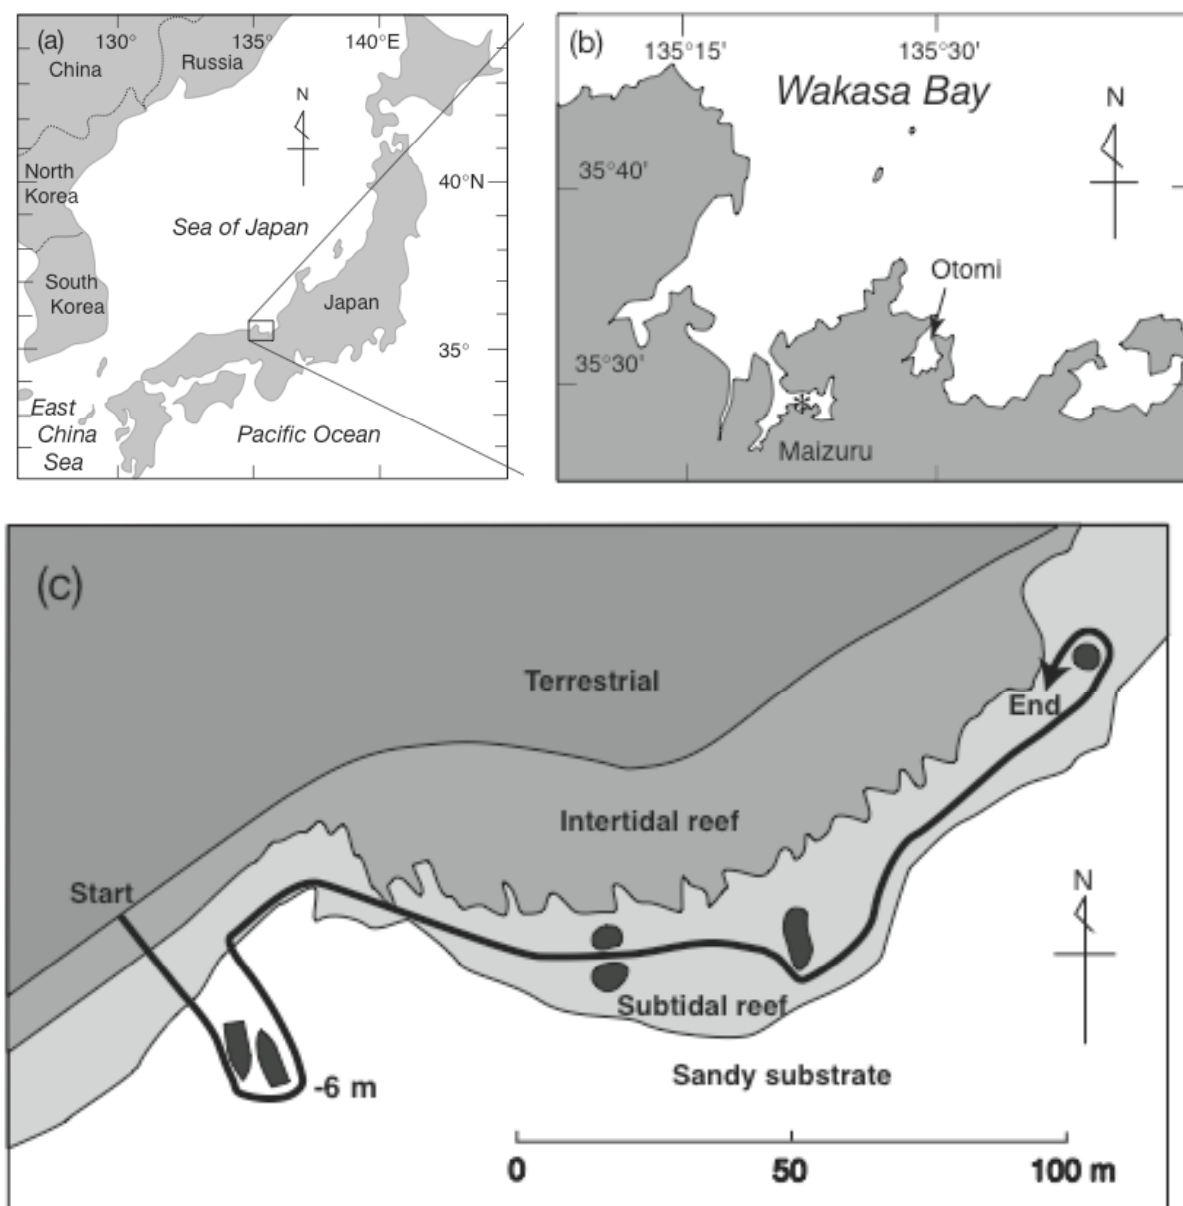 (a)
130°
135°
140°E
China
Russia
N
North
Korea
40°N
Sea of Japan
South
Korea
Japan
35°
East
China
Sea
Pacific Ocean
(b)
135°15'
135°30'
Wakasa Bay
N
35°40'
Otomi
35°30'
*
Maizuru
(c)
Terrestrial
End
Intertidal reef
Start
N
Subtidal reef
-6 m
Sandy substrate
0
50
100 m